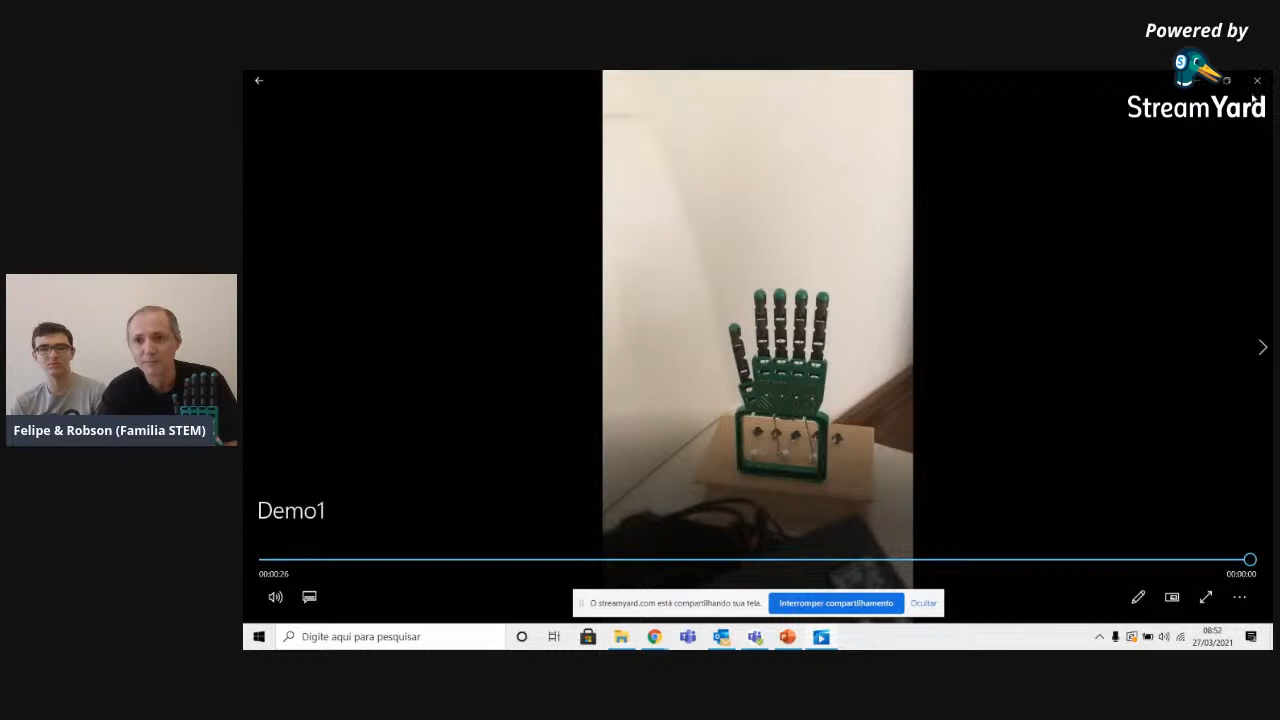 Powered by
StreamYard
Felipe & Robson (Familia STEM)
Demo1
00:00:26
00:00:00
O streamyard.com está compartilhando sua tela.
Interromper compartilhamento
Ocultar
Digite aqui para pesquisar
08:52
27/03/2021